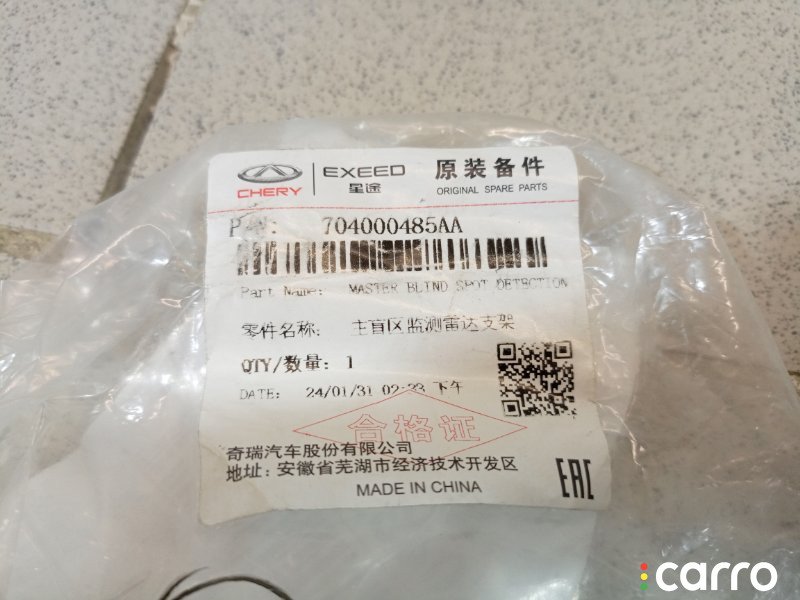 CHERY
EXEED
星途
原装备件
ORIGINAL SPARE PARTS
P/N: 704000485AA
Part Name: MASTER BLIND SPOT DETECTION
零件名称: 主盲区监测雷达支架
QTY/数量: 1
DATE: 24/01/31 02:23 下午
合格证
奇瑞汽车股份有限公司
地址: 安徽省芜湖市经济技术开发区
MADE IN CHINA
EAC
carro